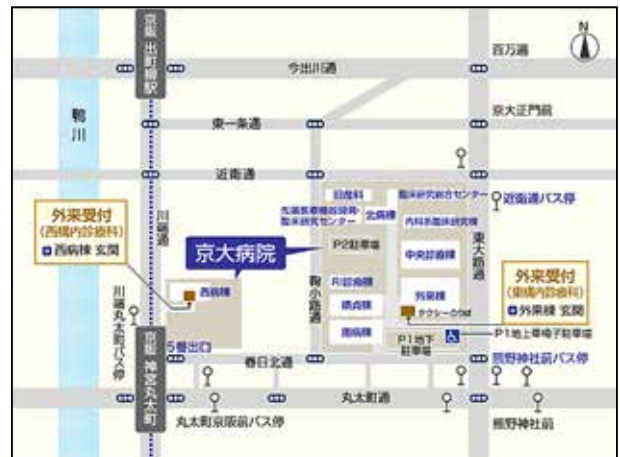 京阪 出町柳駅
N
百万遍
今出川通
鴨川
東一条通
京大正門前
近衛通
旧産科
臨床研究総合センター
近衛通バス停
先端医療機器開発・
臨床研究センター
北病棟
内科系臨床研究棟
外来受付
(西構内診療科)
西病棟 玄関
川端通
京大病院
P2駐車場
中央診療棟
東大路通
西病棟
鞠小路通
RI診療棟
外来棟
積貞棟
タクシーのりば
外来受付
(東構内診療科)
外来棟 玄関
川端丸太町バス停
南病棟
P1地下
駐車場
P1地上車椅子駐車場
5番出口
春日北通
熊野神社前バス停
京阪 神宮丸太町
丸太町通
丸太町京阪前バス停
熊野神社前